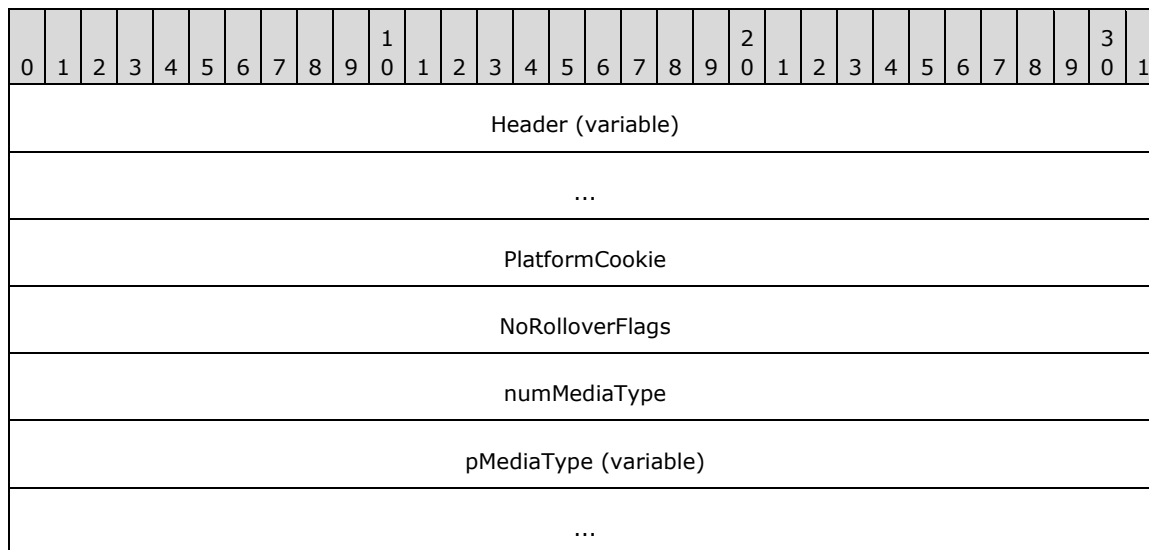 0 1 2 3 4 5 6 7 8 9 1 0 1 2 3 4 5 6 7 8 9 2 0 1 2 3 4 5 6 7 8 9 3 0 1
Header (variable)
...
PlatformCookie
NoRolloverFlags
numMediaType
pMediaType (variable)
...